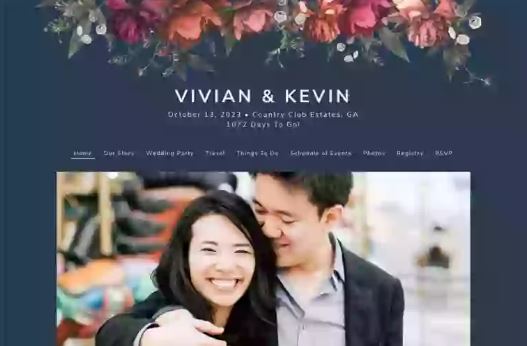 VIVIAN & KEVIN
October 13, 2023 • Country Club Estates, GA
1072 Days To Go!
Home Our Story Wedding Party Travel Things To Do Schedule of Events Photos Registry RSVP